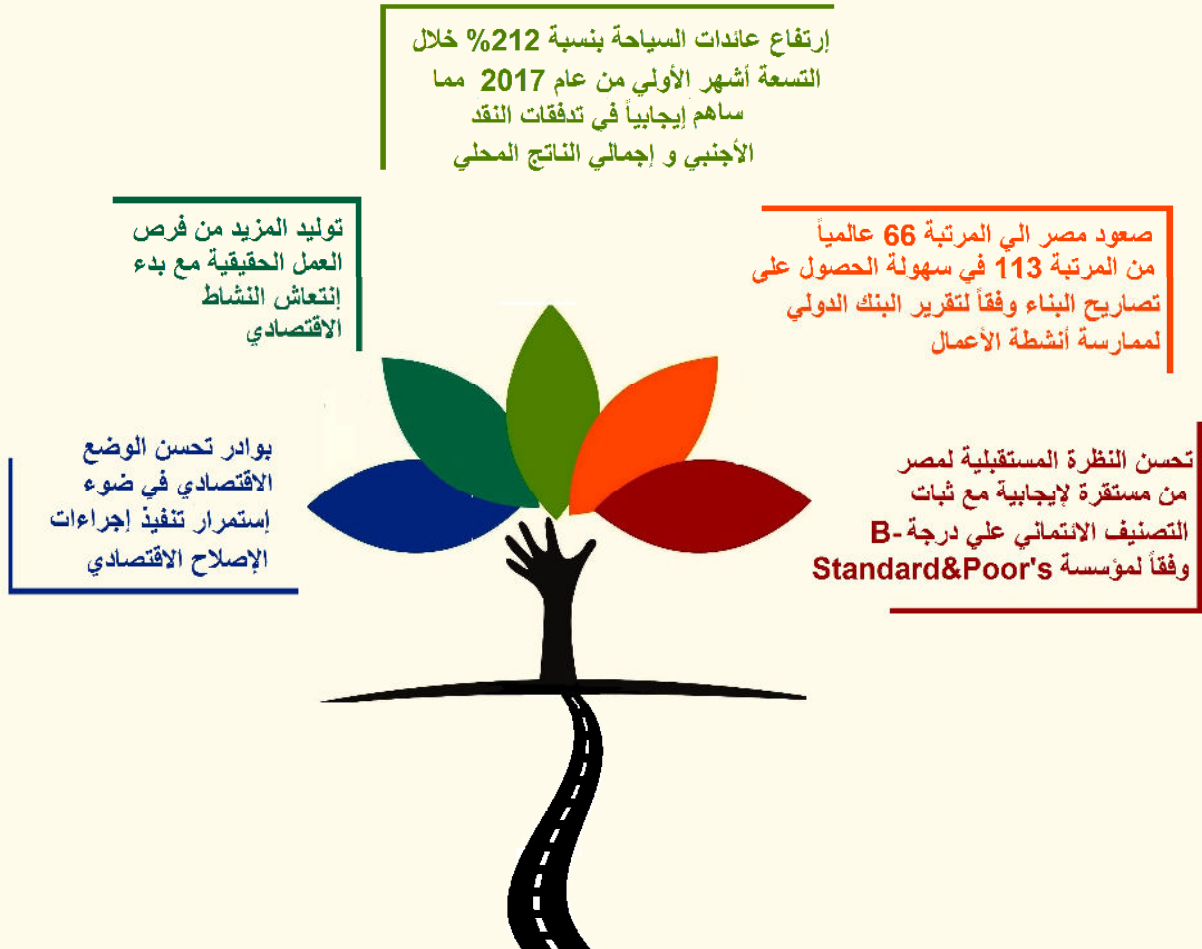 إرتفاع عائدات السياحة بنسبة 212% خلال
التسعة أشهر الأولي من عام 2017 مما
ساهم إيجابياً في تدفقات النقد
الأجنبي و إجمالي الناتج المحلي
صعود مصر الي المرتبة 66 عالمياً
من المرتبة 113 في سهولة الحصول علي
تصاريح البناء وفقاً لتقرير البنك الدولي
لممارسة أنشطة الأعمال
توليد المزيد من فرص
العمل الحقيقية مع بدء
إنتعاش النشاط
الاقتصادي
تحسن النظرة المستقبلية لمصر
من مستقرة لإيجابية مع ثبات
التصنيف الائتماني علي درجة -B
وفقاً لمؤسسة Standard&Poor's
بوادر تحسن الوضع
الاقتصادي في ضوء
إستمرار تنفيذ إجراءات
الإصلاح الاقتصادي